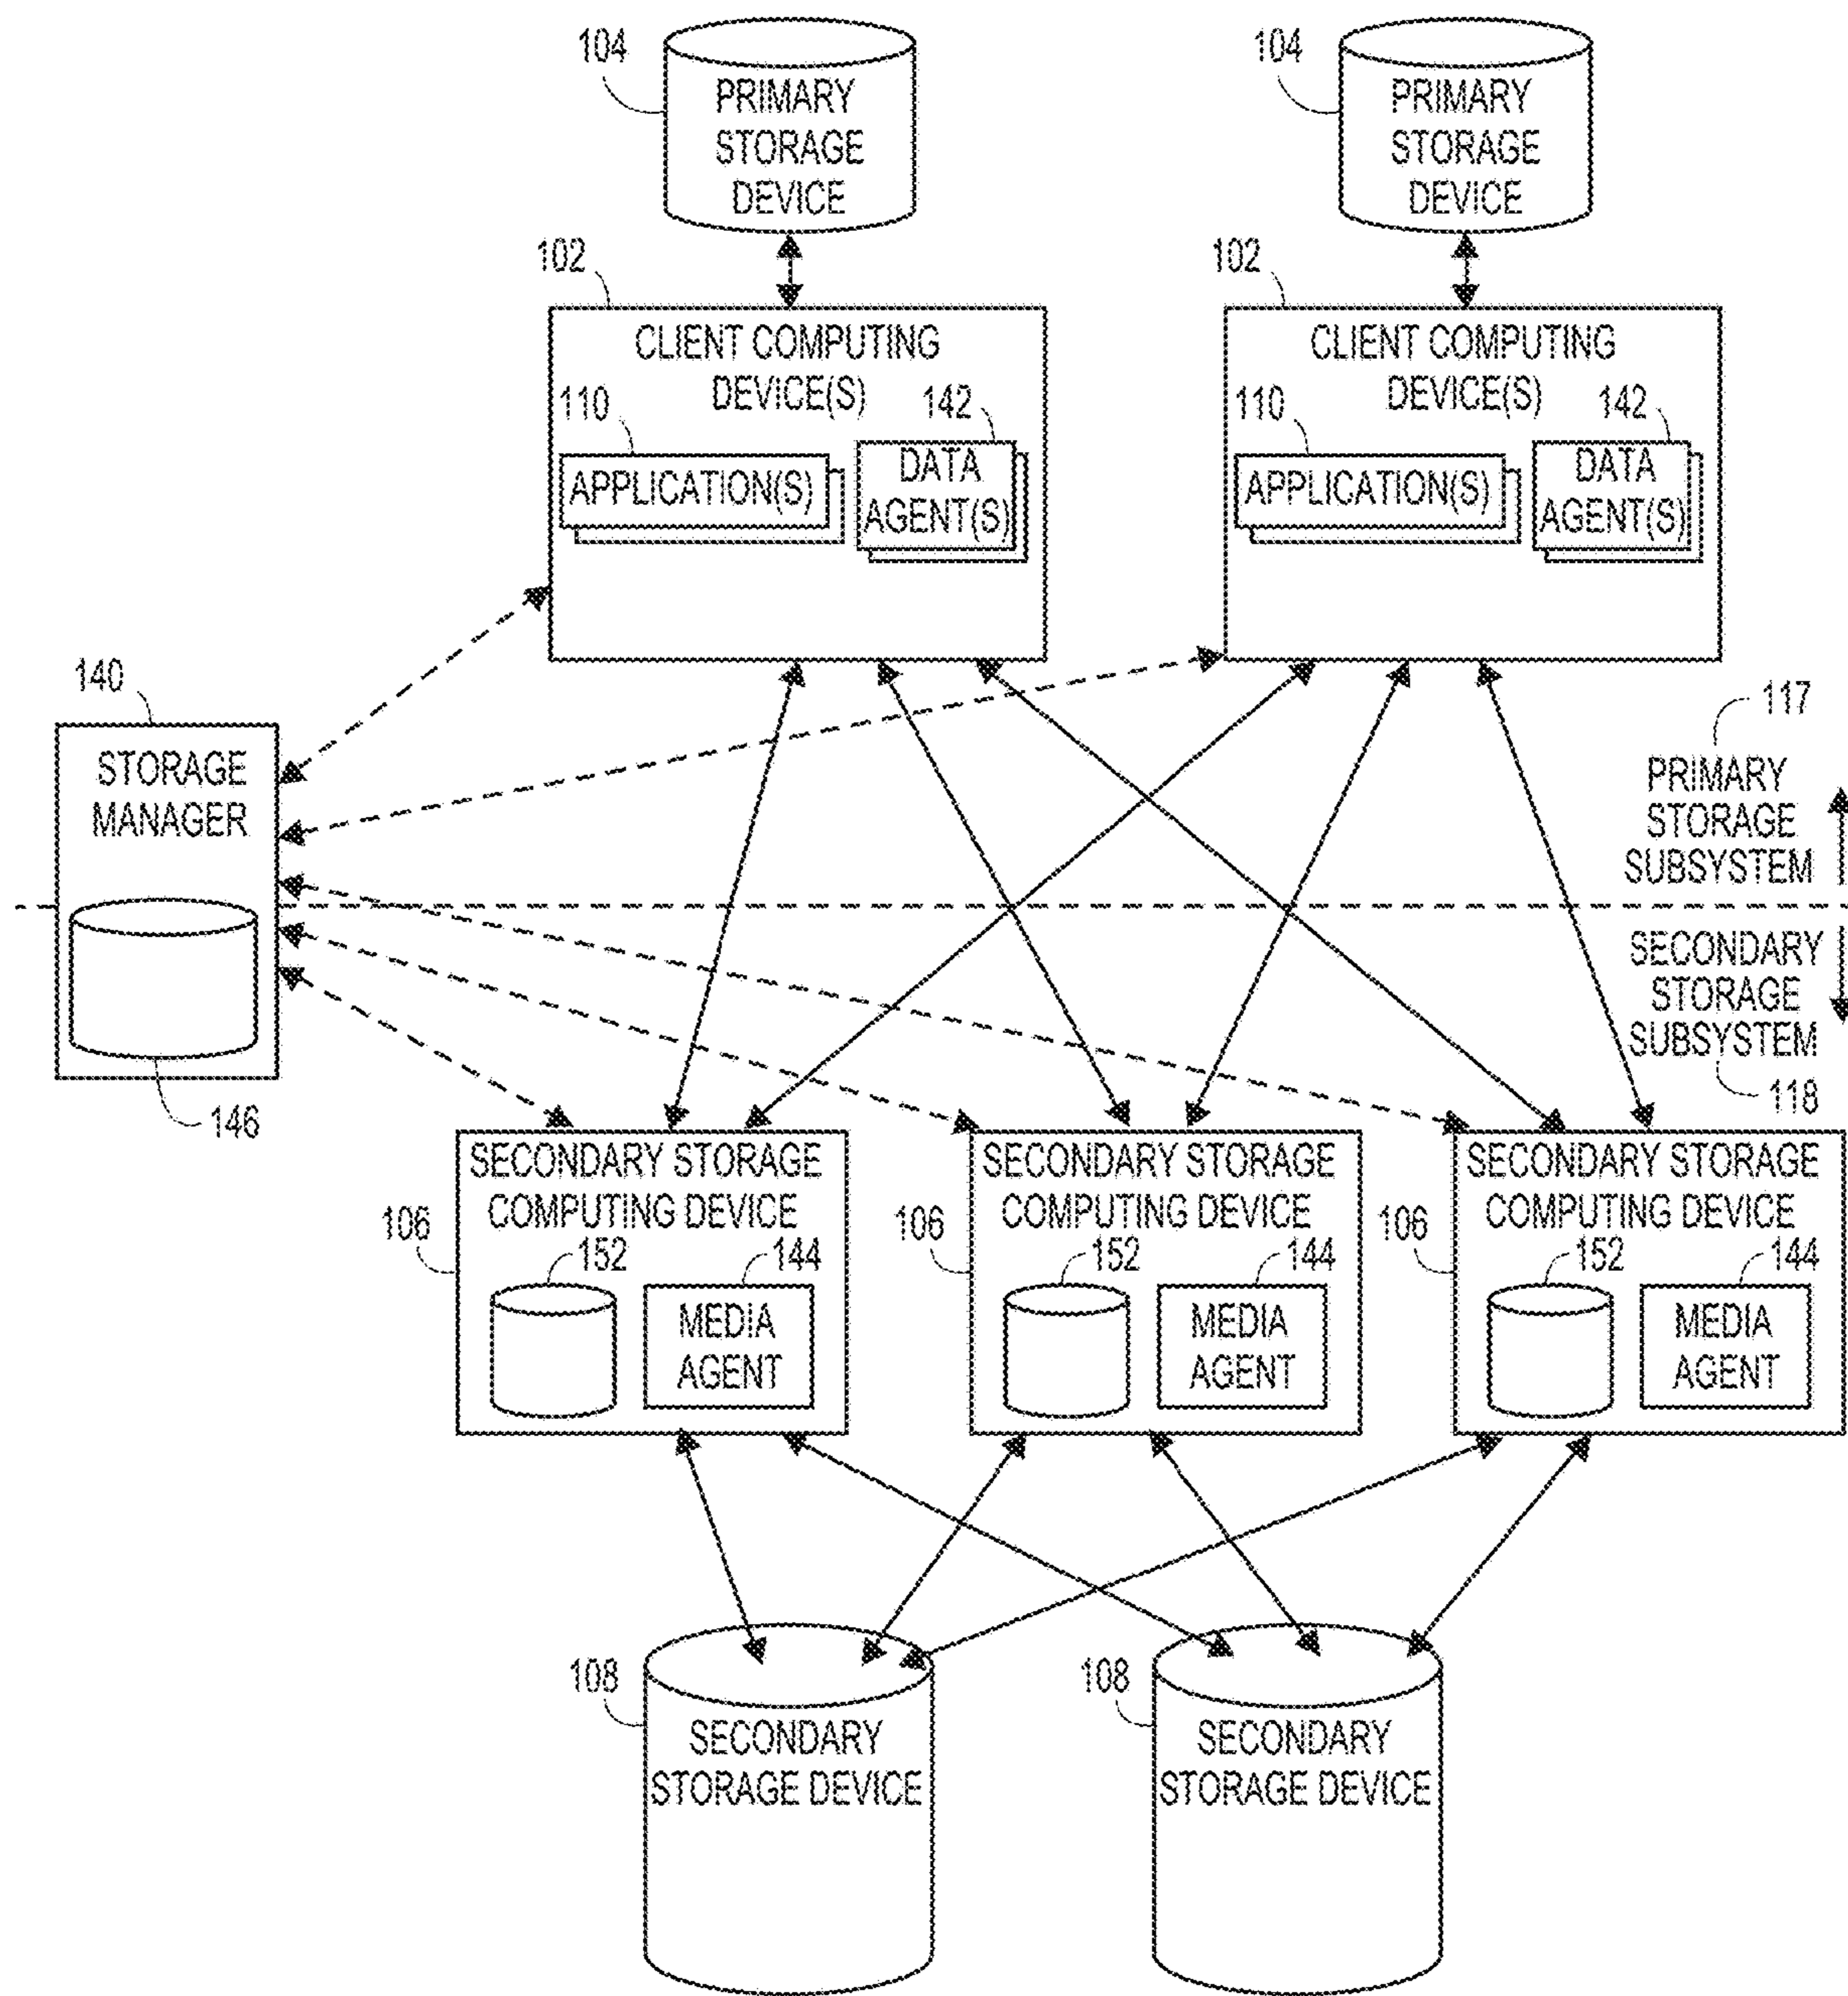 104
PRIMARY
STORAGE
DEVICE
104
PRIMARY
STORAGE
DEVICE
102
CLIENT COMPUTING
DEVICE(S)
110
142
APPLICATION(S)
DATA
AGENT(S)
102
CLIENT COMPUTING
DEVICE(S)
110
142
APPLICATION(S)
DATA
AGENT(S)
140
STORAGE
MANAGER
146
117
PRIMARY
STORAGE
SUBSYSTEM
SECONDARY
STORAGE
SUBSYSTEM
118
SECONDARY STORAGE
COMPUTING DEVICE
106
152
144
MEDIA
AGENT
SECONDARY STORAGE
COMPUTING DEVICE
106
152
144
MEDIA
AGENT
SECONDARY STORAGE
COMPUTING DEVICE
106
152
144
MEDIA
AGENT
108
SECONDARY
STORAGE DEVICE
108
SECONDARY
STORAGE DEVICE